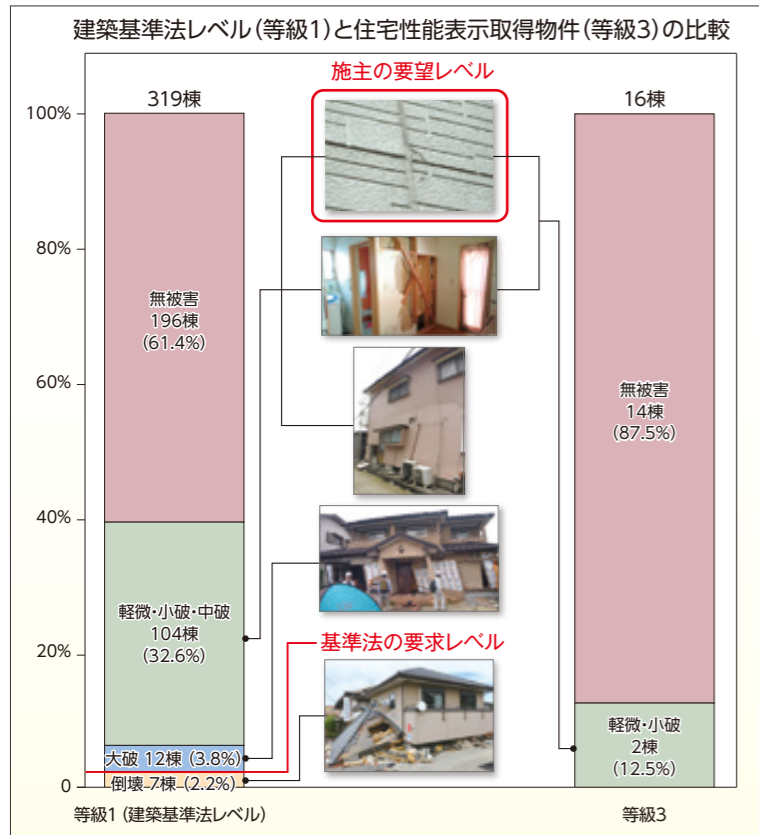 建築基準法レベル(等級1)と住宅性能表示取得物件(等級3)の比較
施主の要望レベル
319棟
16棟
100%
80%
60%
40%
20%
0
無被害
196棟
(61.4%)
軽微・小破・中破
104棟
(32.6%)
大破 12棟 (3.8%)
倒壊 7棟 (2.2%)
基準法の要求レベル
無被害
14棟
(87.5%)
軽微・小破
2棟
(12.5%)
等級1 (建築基準法レベル)
等級3